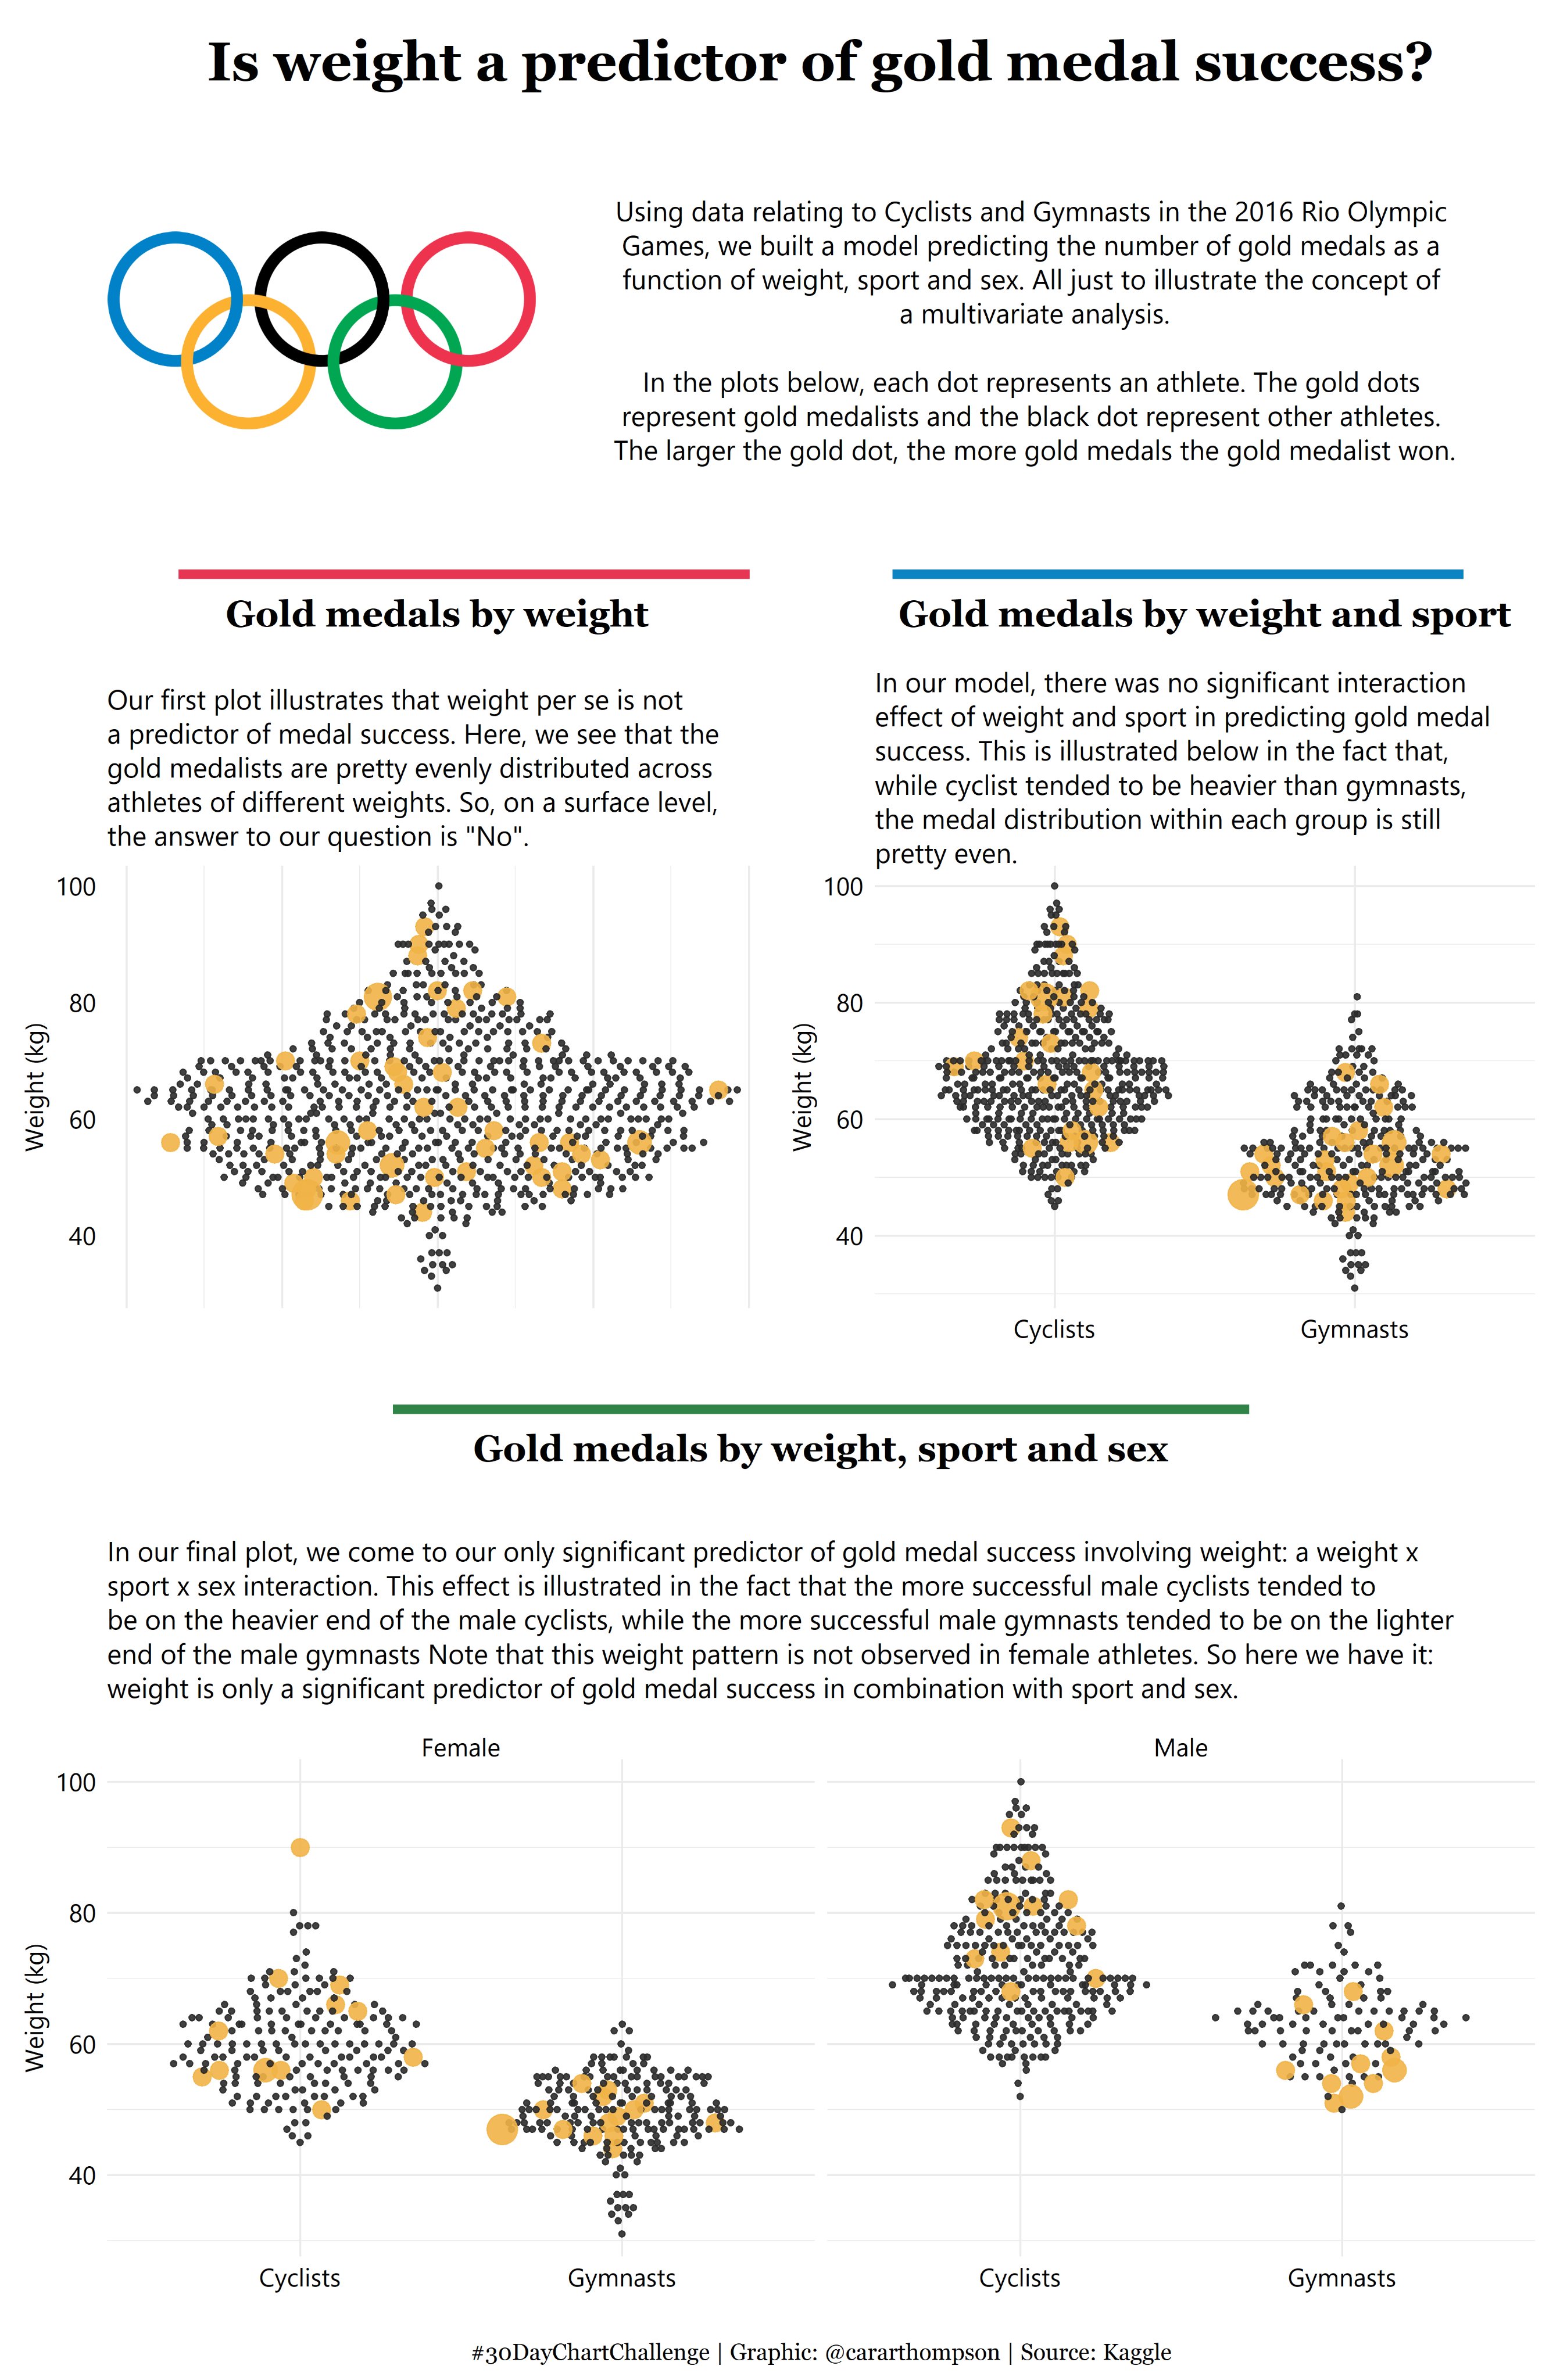 Is weight a predictor of gold medal success?
Using data relating to Cyclists and Gymnasts in the 2016 Rio Olympic
Games, we built a model predicting the number of gold medals as a
function of weight, sport and sex. All just to illustrate the concept of
a multivariate analysis.
In the plots below, each dot represents an athlete. The gold dots
represent gold medalists and the black dot represent other athletes.
The larger the gold dot, the more gold medals the gold medalist won.
Gold medals by weight
Our first plot illustrates that weight per se is not
a predictor of medal success. Here, we see that the
gold medalists are pretty evenly distributed across
athletes of different weights. So, on a surface level,
the answer to our question is "No".
100
80
60
40
Weight (kg)
Gold medals by weight and sport
In our model, there was no significant interaction
effect of weight and sport in predicting gold medal
success. This is illustrated below in the fact that,
while cyclist tended to be heavier than gymnasts,
the medal distribution within each group is still
pretty even.
100
80
60
40
Weight (kg)
Cyclists
Gymnasts
Gold medals by weight, sport and sex
In our final plot, we come to our only significant predictor of gold medal success involving weight: a weight x
sport x sex interaction. This effect is illustrated in the fact that the more successful male cyclists tended to
be on the heavier end of the male cyclists, while the more successful male gymnasts tended to be on the lighter
end of the male gymnasts Note that this weight pattern is not observed in female athletes. So here we have it:
weight is only a significant predictor of gold medal success in combination with sport and sex.
Female
Male
100
80
60
40
Weight (kg)
Cyclists
Gymnasts
Cyclists
Gymnasts
#30DayChartChallenge | Graphic: @cararthompson | Source: Kaggle